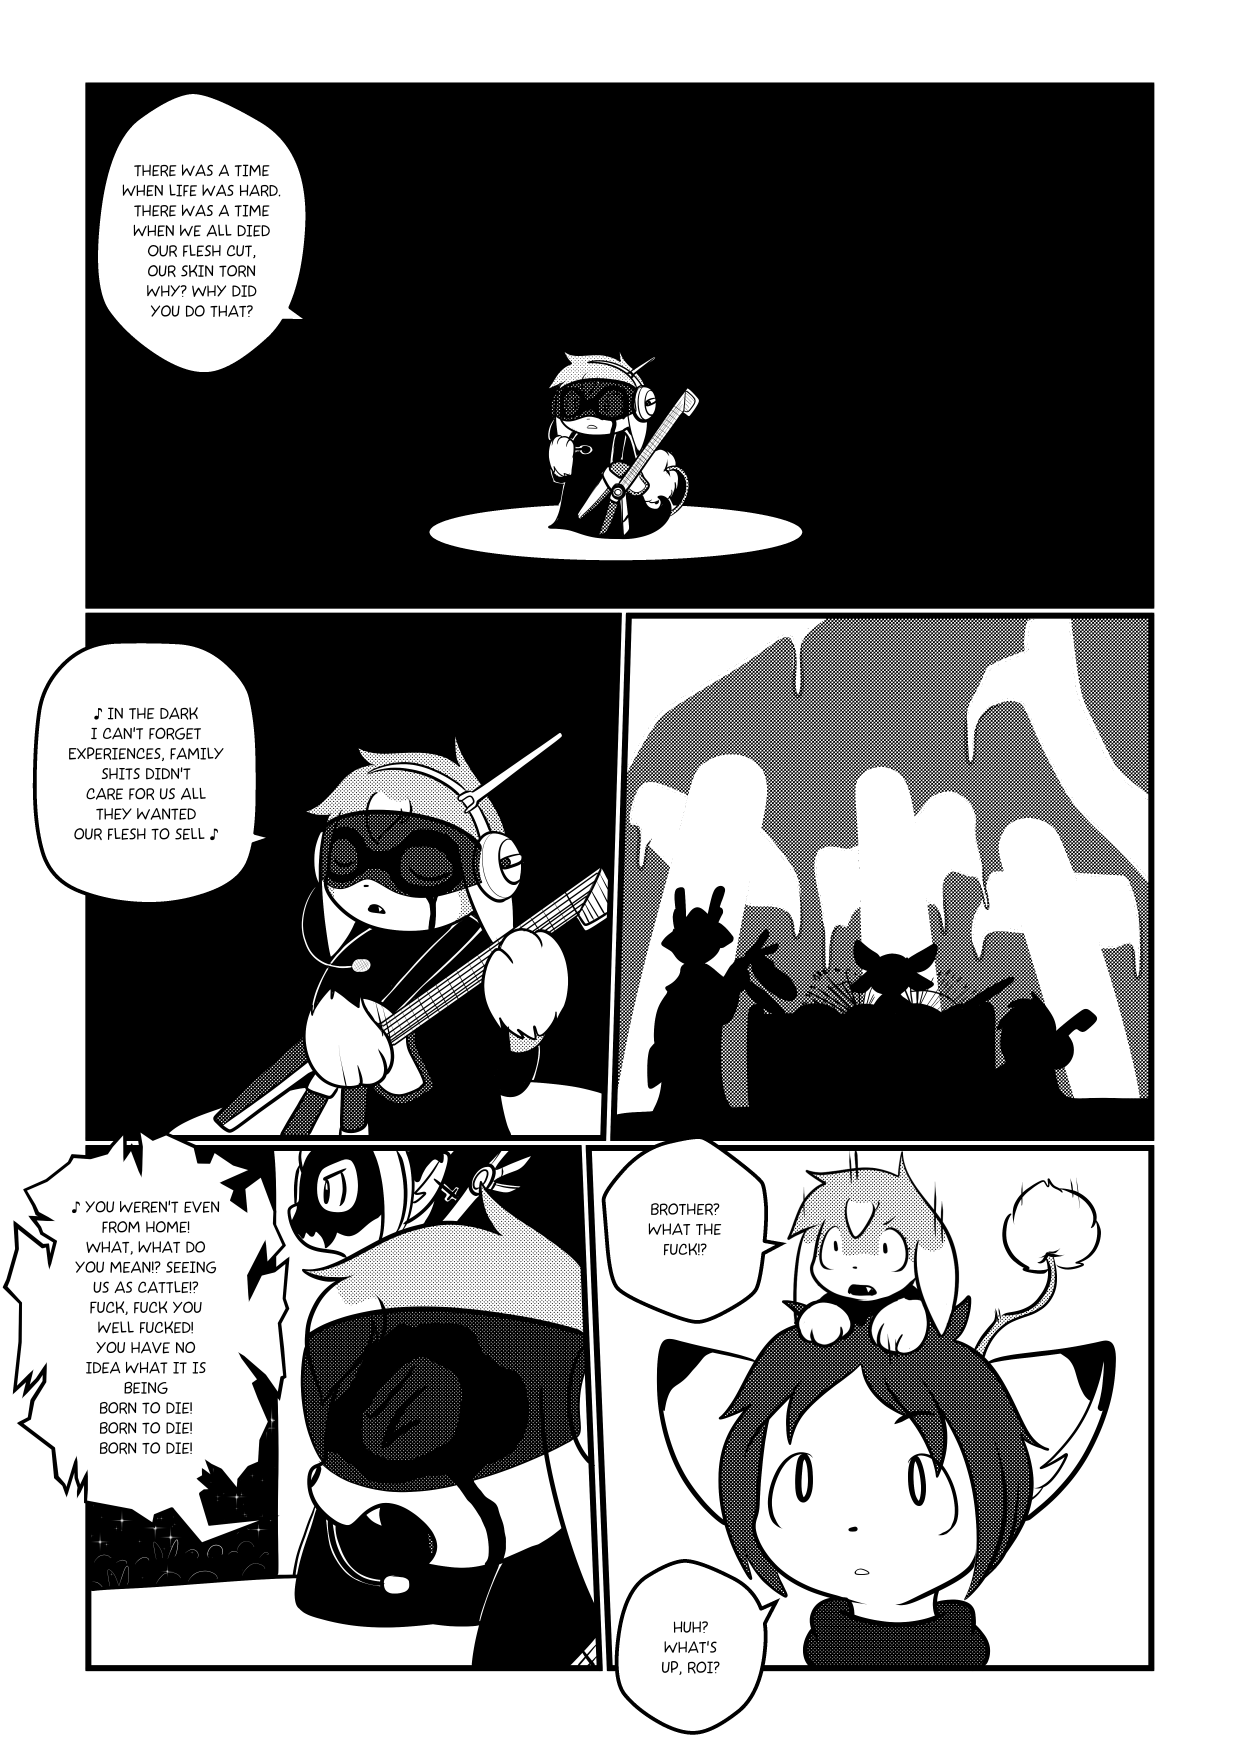 THERE WAS A TIME
WHEN LIFE WAS HARD.
THERE WAS A TIME
WHEN WE ALL DIED
OUR FLESH CUT,
OUR SKIN TORN
WHY? WHY DID
YOU DO THAT?
♪ IN THE DARK
I CAN'T FORGET
EXPERIENCES, FAMILY
SHITS DIDN'T
CARE FOR US ALL
THEY WANTED
OUR FLESH TO SELL ♪
♪ YOU WEREN'T EVEN
FROM HOME!
WHAT, WHAT DO
YOU MEAN!? SEEING
US AS CATTLE!?
FUCK, FUCK YOU
WELL FUCKED!
YOU HAVE NO
IDEA WHAT IT IS
BEING
BORN TO DIE!
BORN TO DIE!
BORN TO DIE!
BROTHER?
WHAT THE
FUCK!?
HUH?
WHAT'S
UP, ROI?